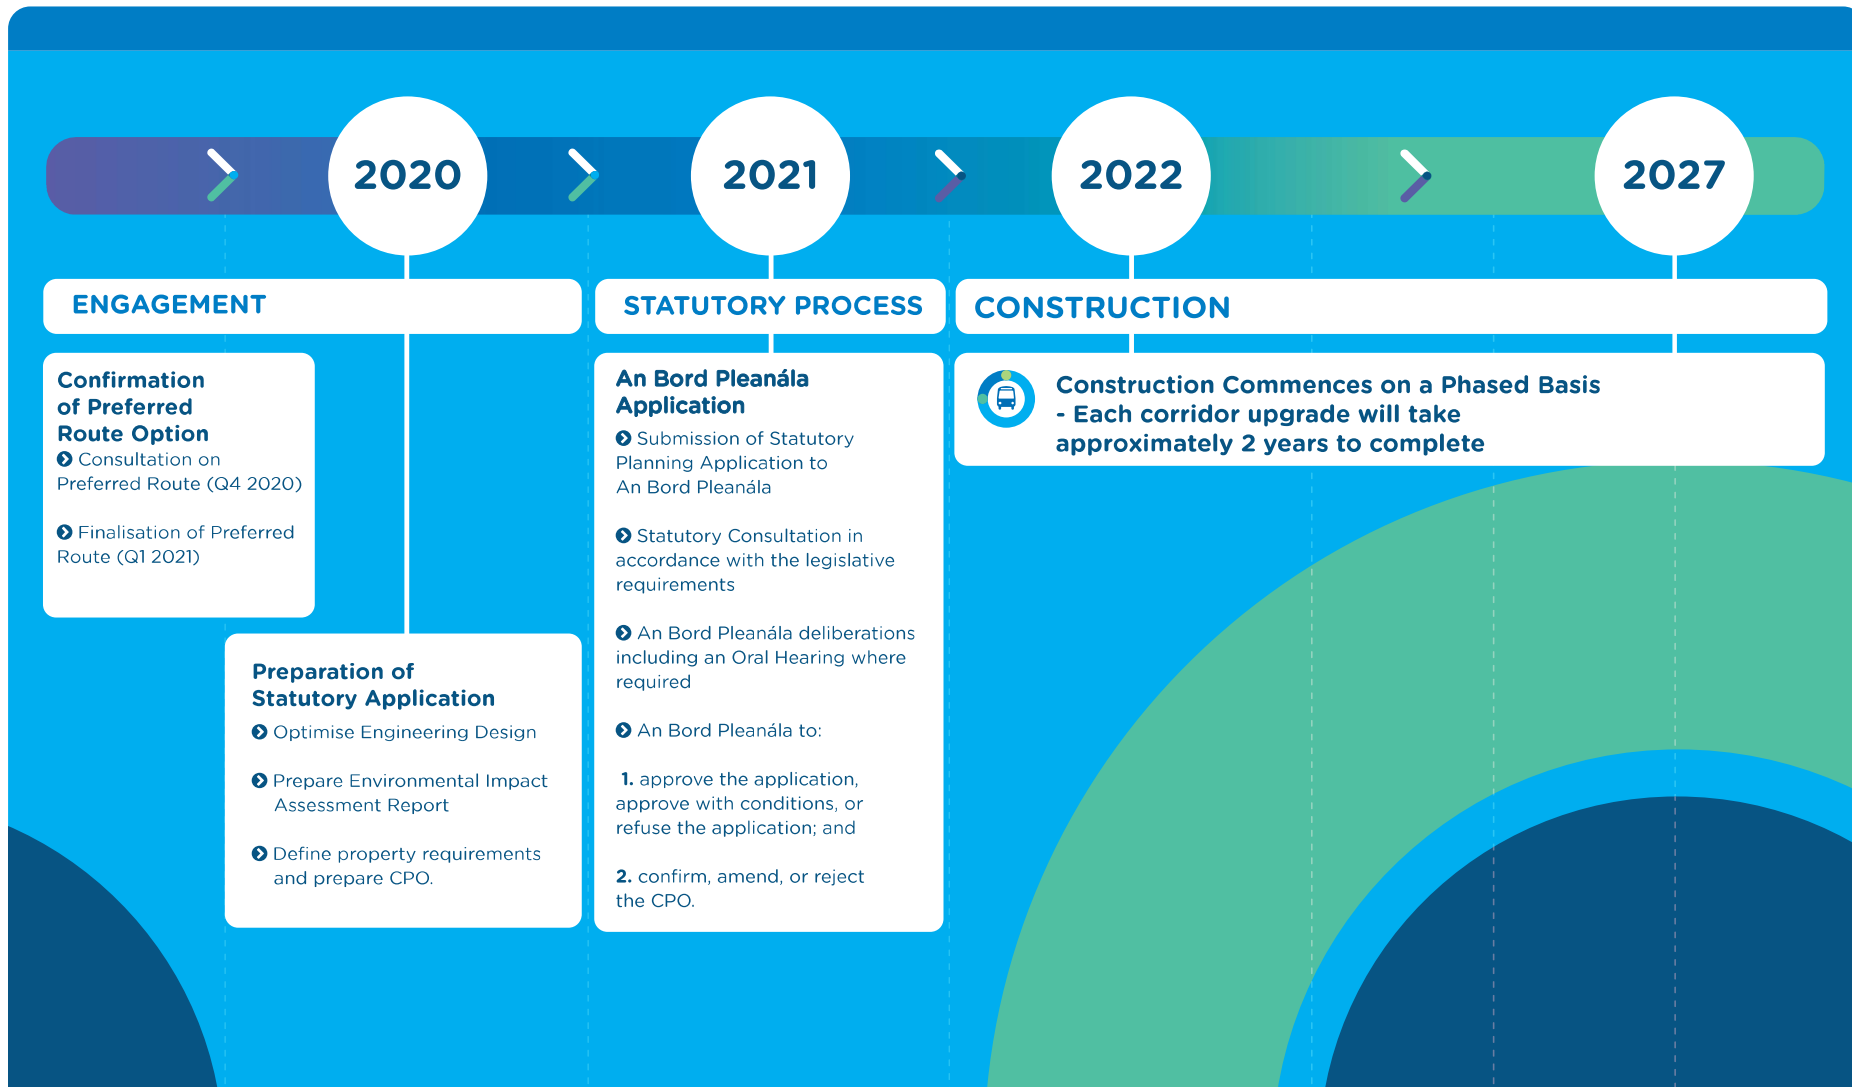 2020
2021
2022
2027
ENGAGEMENT
STATUTORY PROCESS
CONSTRUCTION
Confirmation
of Preferred
Route Option
Consultation on
Preferred Route (Q4 2020)
Finalisation of Preferred
Route (Q1 2021)
Preparation of
Statutory Application
Optimise Engineering Design
Prepare Environmental Impact
Assessment Report
Define property requirements
and prepare CPO.
An Bord Pleanála
Application
Submission of Statutory
Planning Application to
An Bord Pleanála
Statutory Consultation in
accordance with the legislative
requirements
An Bord Pleanála deliberations
including an Oral Hearing where
required
An Bord Pleanála to:
1. approve the application,
approve with conditions, or
refuse the application; and
2. confirm, amend, or reject
the CPO.
Construction Commences on a Phased Basis
- Each corridor upgrade will take
approximately 2 years to complete